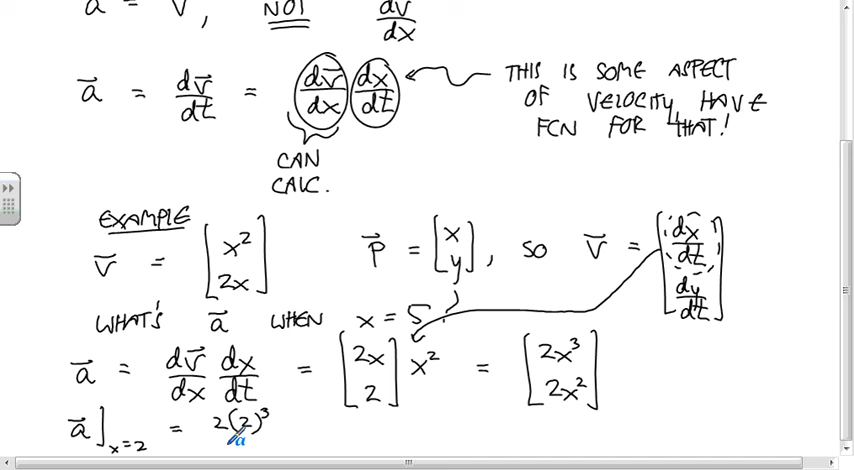 a⃗ = v⃗', NOT dv⃗/dx
a⃗ = dv⃗/dt = dv⃗/dx dx/dt THIS IS SOME ASPECT
OF VELOCITY, HAVE
FCN FOR THAT!
CAN
CALC.
EXAMPLE
v⃗ = [x² 2x] P⃗ = [x y], SO v⃗ = [dx/dt dy/dt]
WHAT'S a⃗ WHEN x = 5
a⃗ = dv⃗/dx dx/dt = [2x 2] x² = [2x³ 2x²]
a⃗]x=2 = 2(2)³